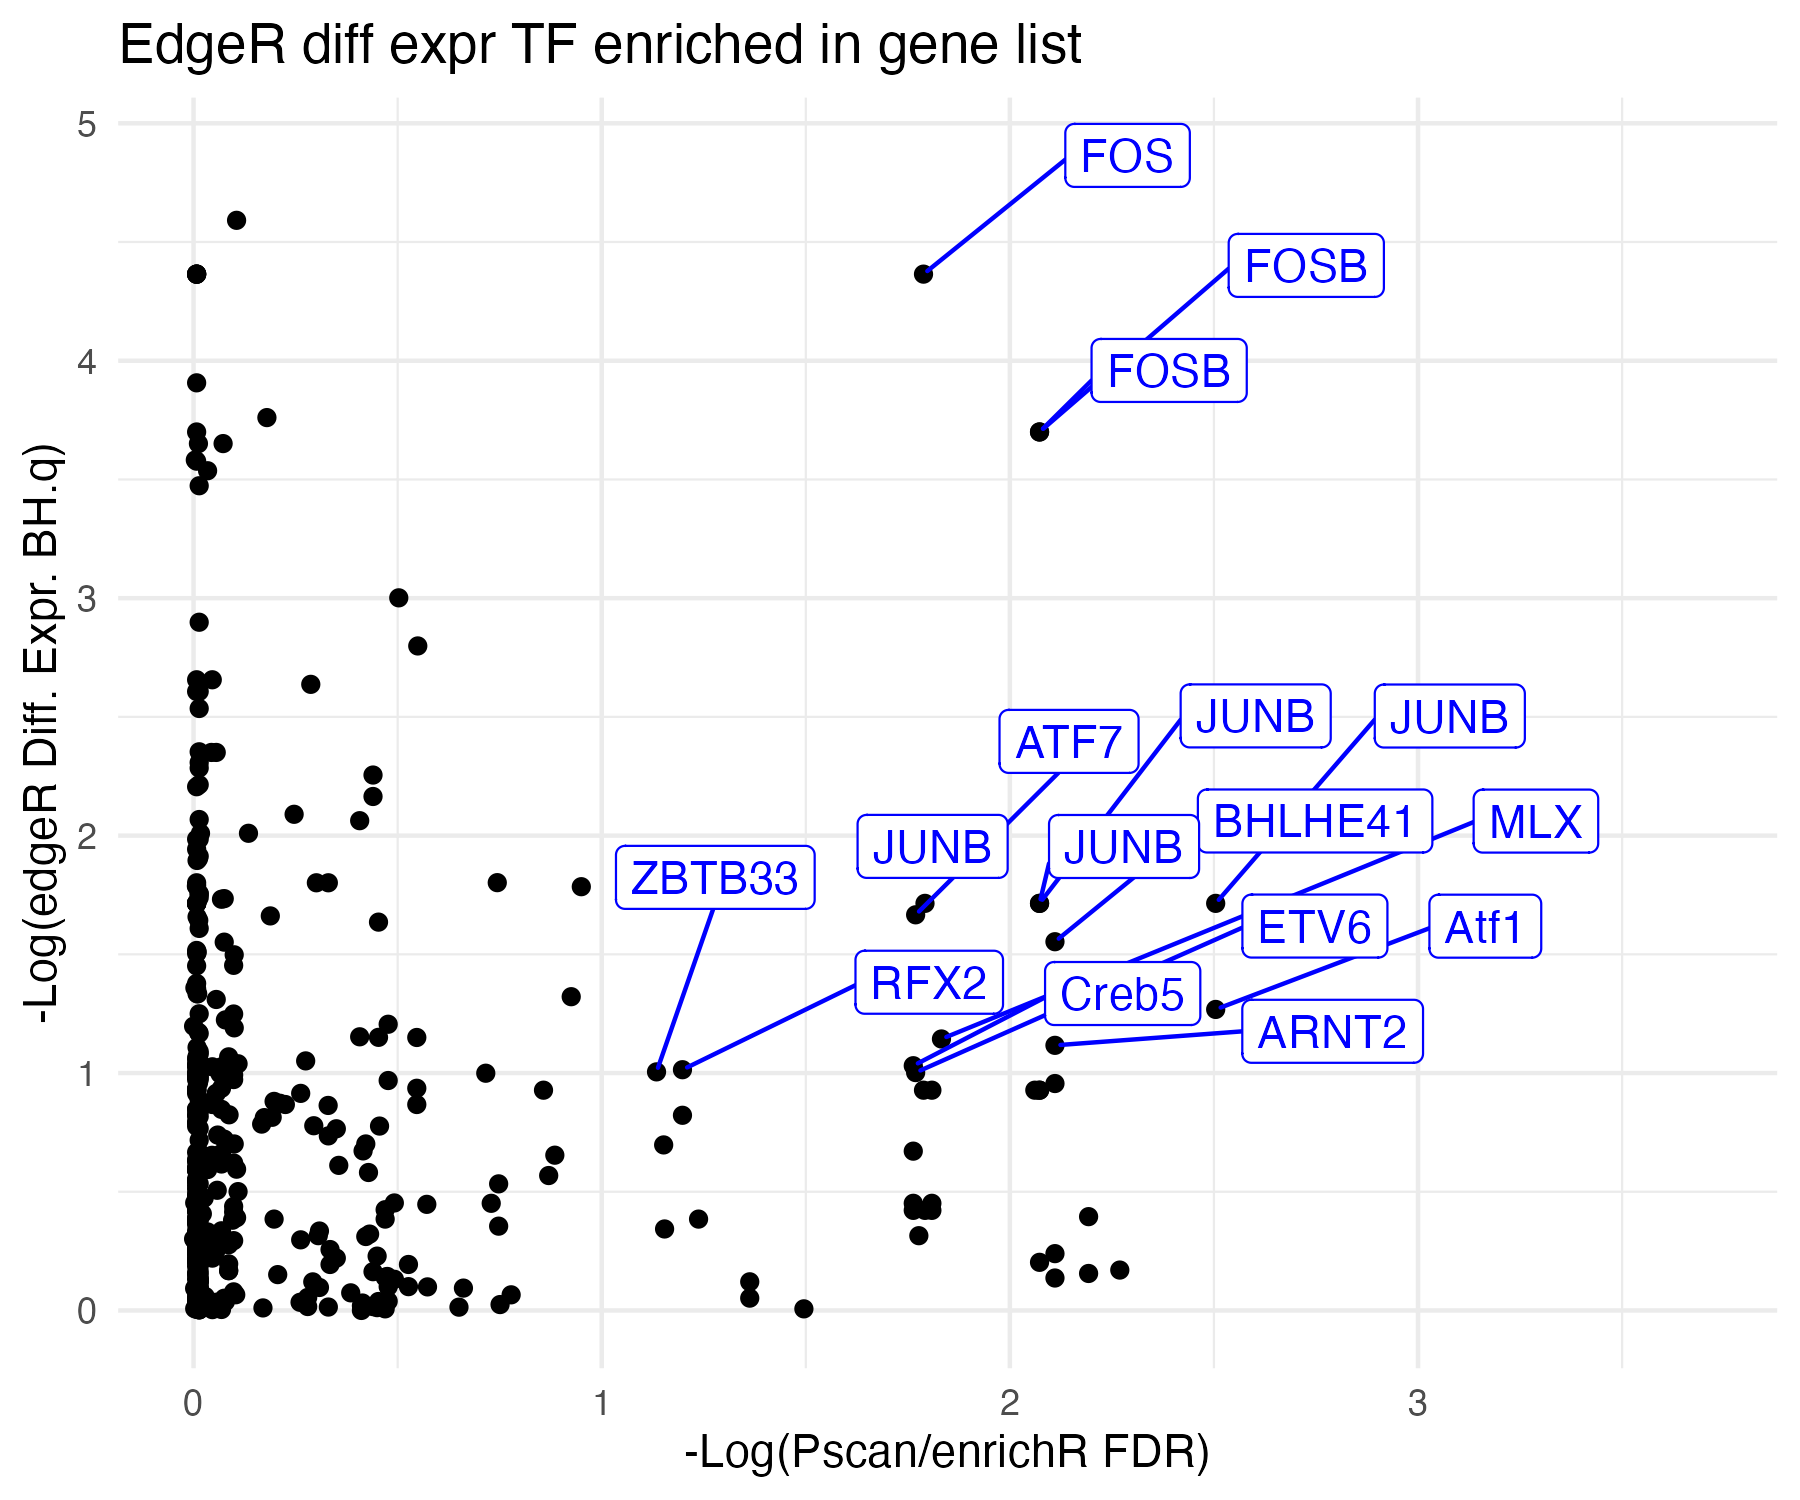 EdgeR diff expr TF enriched in gene list
-Log(edgeR Diff. Expr. BH.q)
5
4
3
2
1
0
FOS
FOSB
FOSB
JUNB
JUNB
ATF7
BHLHE41
MLX
JUNB
JUNB
ZBTB33
ETV6
Atf1
RFX2
Creb5
ARNT2
0
1
2
3
-Log(Pscan/enrichR FDR)